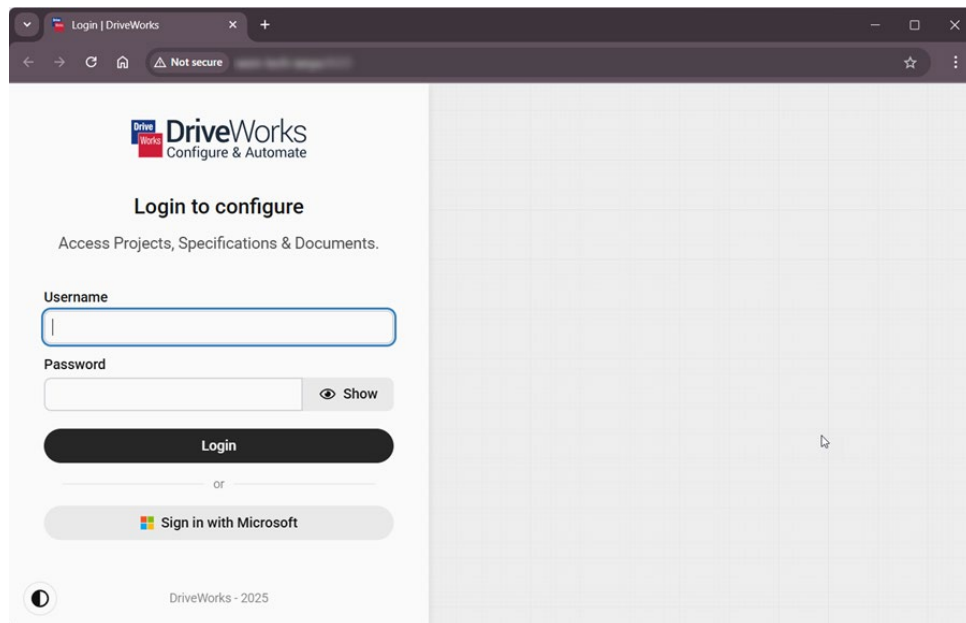 Login | DriveWorks
Not secure
Drive
Works
DriveWorks
Configure & Automate
Login to configure
Access Projects, Specifications & Documents.
Username
Password
Show
Login
or
Sign in with Microsoft
DriveWorks - 2025